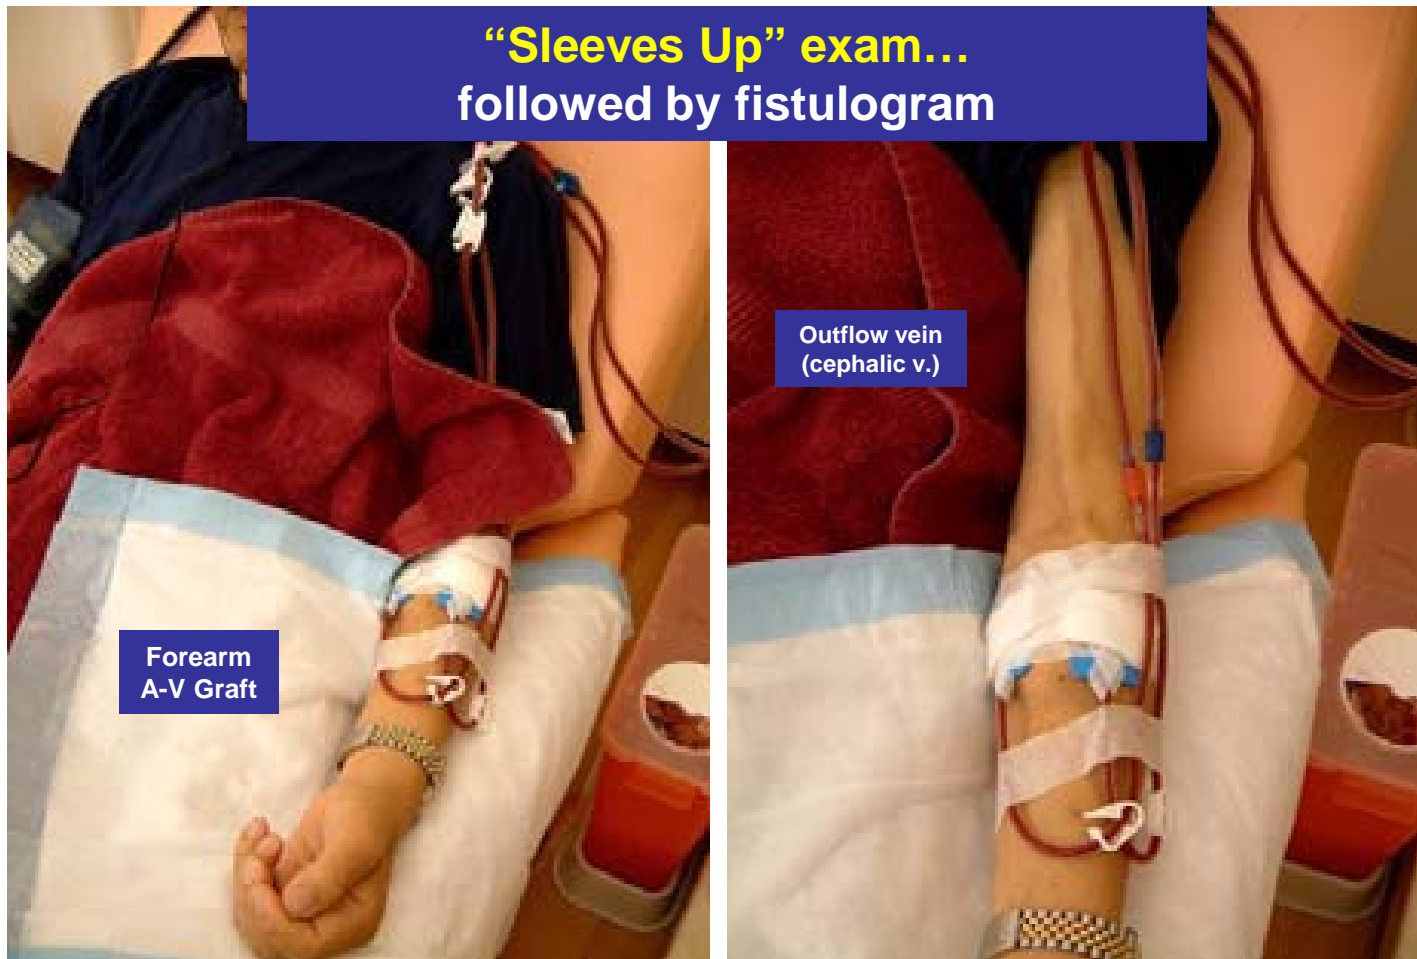 “Sleeves Up” exam…
followed by fistulogram
Outflow vein
(cephalic v.)
Forearm
A-V Graft